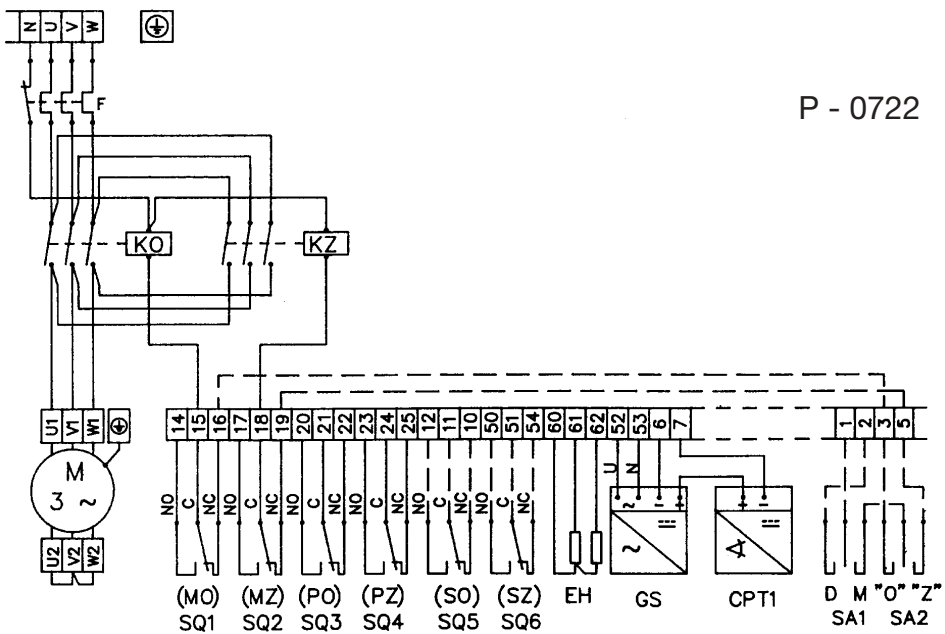 N U V W
F
P - 0722
KO
KZ
U1 V1 W1
14 15 16 17 18 19 20 21 22 23 24 25 12 11 10 50 51 54 60 61 62 52 53 6 7
1 2 3 5
M
3 ~
U2 V2 W2
NO C NC NO C NC NO C NC NO C NC NO C NC NO C NC
U N
~ - +
+ -
~
D M "O" "Z"
(MO) (MZ) (PO) (PZ) (SO) (SZ) EH GS CPT1
SA1 SA2
SQ1 SQ2 SQ3 SQ4 SQ5 SQ6